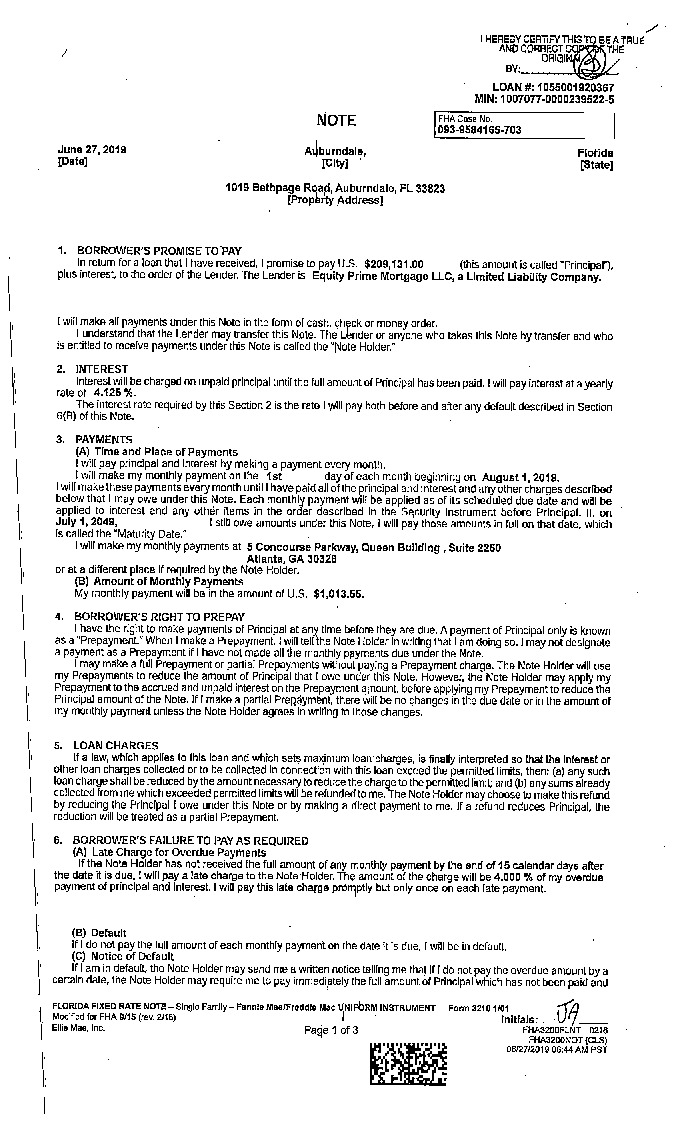 I HEREBY CERTIFY THIS TO BE A TRUE
AND CORRECT COPY OF THE
ORIGINAL
BY:
LOAN #: 1055001920367
MIN: 1007077-0000239522-5
NOTE
FHA Case No.
093-9584165-703
June 27, 2019
[Date]
Auburndale,
[City]
Florida
[State]
1019 Bethpage Road, Auburndale, FL 33823
[Property Address]
1. BORROWER'S PROMISE TO PAY
In return for a loan that I have received, I promise to pay U.S. $209,131.00 (this amount is called "Principal"),
plus interest, to the order of the Lender. The Lender is Equity Prime Mortgage LLC, a Limited Liability Company.
I will make all payments under this Note in the form of cash, check or money order.
I understand that the Lender may transfer this Note. The Lender or anyone who takes this Note by transfer and who
is entitled to receive payments under this Note is called the "Note Holder."
2. INTEREST
Interest will be charged on unpaid principal until the full amount of Principal has been paid. I will pay interest at a yearly
rate of 4.125 %.
The interest rate required by this Section 2 is the rate I will pay both before and after any default described in Section
6(B) of this Note.
3. PAYMENTS
(A) Time and Place of Payments
I will pay principal and interest by making a payment every month.
I will make my monthly payment on the 1st day of each month beginning on August 1, 2019.
I will make these payments every month until I have paid all of the principal and interest and any other charges described
below that I may owe under this Note. Each monthly payment will be applied as of its scheduled due date and will be
applied to interest and any other items in the order described in the Security Instrument before Principal. If, on
July 1, 2049, I still owe amounts under this Note, I will pay those amounts in full on that date, which
is called the "Maturity Date."
I will make my monthly payments at 5 Concourse Parkway, Queen Building , Suite 2250
Atlanta, GA 30328
or at a different place if required by the Note Holder.
(B) Amount of Monthly Payments
My monthly payment will be in the amount of U.S. $1,013.55.
4. BORROWER'S RIGHT TO PREPAY
I have the right to make payments of Principal at any time before they are due. A payment of Principal only is known
as a "Prepayment." When I make a Prepayment, I will tell the Note Holder in writing that I am doing so. I may not designate
a payment as a Prepayment if I have not made all the monthly payments due under the Note.
I may make a full Prepayment or partial Prepayments without paying a Prepayment charge. The Note Holder will use
my Prepayments to reduce the amount of Principal that I owe under this Note. However, the Note Holder may apply my
Prepayment to the accrued and unpaid interest on the Prepayment amount, before applying my Prepayment to reduce the
Principal amount of the Note. If I make a partial Prepayment, there will be no changes in the due date or in the amount of
my monthly payment unless the Note Holder agrees in writing to those changes.
5. LOAN CHARGES
If a law, which applies to this loan and which sets maximum loan charges, is finally interpreted so that the interest or
other loan charges collected or to be collected in connection with this loan exceed the permitted limits, then: (a) any such
loan charge shall be reduced by the amount necessary to reduce the charge to the permitted limit; and (b) any sums already
collected from me which exceeded permitted limits will be refunded to me. The Note Holder may choose to make this refund
by reducing the Principal I owe under this Note or by making a direct payment to me. If a refund reduces Principal, the
reduction will be treated as a partial Prepayment.
6. BORROWER'S FAILURE TO PAY AS REQUIRED
(A) Late Charge for Overdue Payments
If the Note Holder has not received the full amount of any monthly payment by the end of 15 calendar days after
the date it is due, I will pay a late charge to the Note Holder. The amount of the charge will be 4.000 % of my overdue
payment of principal and interest. I will pay this late charge promptly but only once on each late payment.
(B) Default
If I do not pay the full amount of each monthly payment on the date it is due, I will be in default.
(C) Notice of Default
If I am in default, the Note Holder may send me a written notice telling me that if I do not pay the overdue amount by a
certain date, the Note Holder may require me to pay immediately the full amount of Principal which has not been paid and
FLORIDA FIXED RATE NOTE – Single Family – Fannie Mae/Freddie Mac UNIFORM INSTRUMENT Form 3210 1/01
Modified for FHA 9/15 (rev. 2/16)
Ellie Mae, Inc.
Page 1 of 3
Initials: JA
FHA3200FLNT 0216
FHA3200NOT (CLS)
06/27/2019 06:44 AM PST